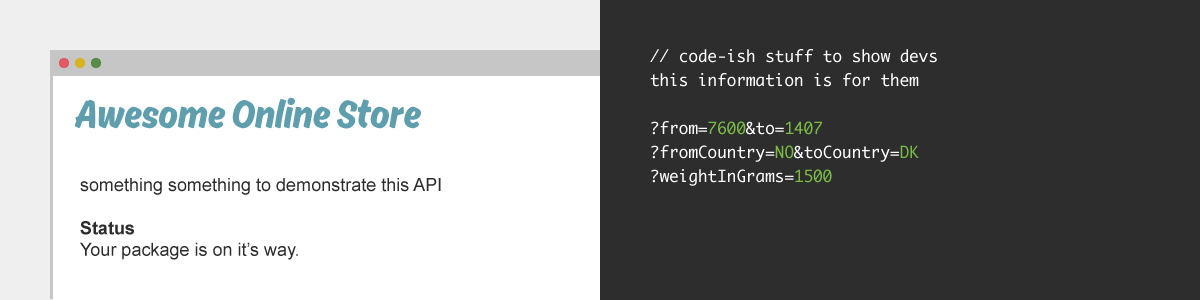 Awesome Online Store
something something to demonstrate this API
Status
Your package is on it’s way.
// code-ish stuff to show devs
this information is for them
?from=7600&to=1407
?fromCountry=NO&toCountry=DK
?weightInGrams=1500